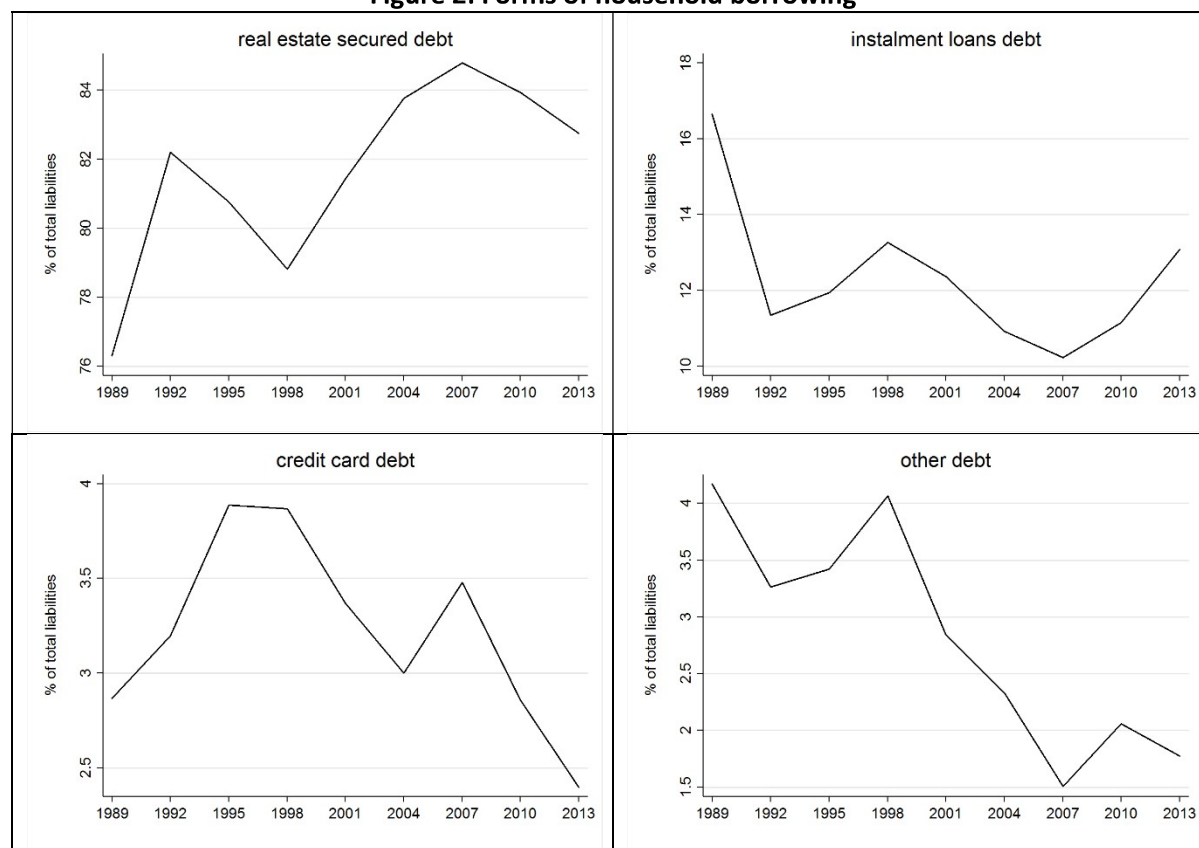 Figure 2: Forms of household borrowing
real estate secured debt
% of total liabilities
84
82
80
78
76
1989 1992 1995 1998 2001 2004 2007 2010 2013
instalment loans debt
% of total liabilities
18
16
14
12
10
1989 1992 1995 1998 2001 2004 2007 2010 2013
credit card debt
% of total liabilities
4
3.5
3
2.5
1989 1992 1995 1998 2001 2004 2007 2010 2013
other debt
% of total liabilities
4
3.5
3
2.5
2
1.5
1989 1992 1995 1998 2001 2004 2007 2010 2013